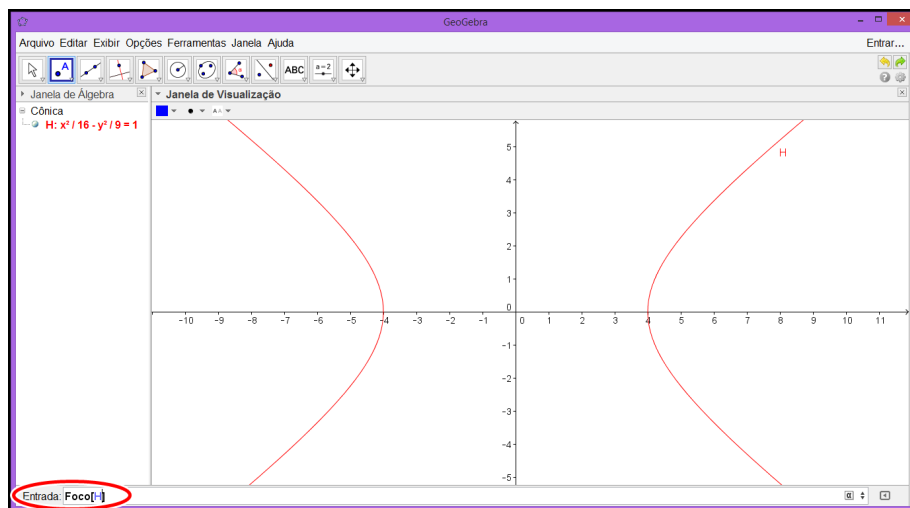 GeoGebra
Arquivo Editar Exibir Opções Ferramentas Janela Ajuda
Entrar...
A
α
ABC
a=2
?
Janela de Álgebra
Janela de Visualização
Cônica
A A
H: x² / 16 - y² / 9 = 1
H
5
4
3
2
1
0
-10 -9 -8 -7 -6 -5 -4 -3 -2 -1 0 1 2 3 4 5 6 7 8 9 10 11
-1
-2
-3
-4
-5
Entrada: Foco[H]
α